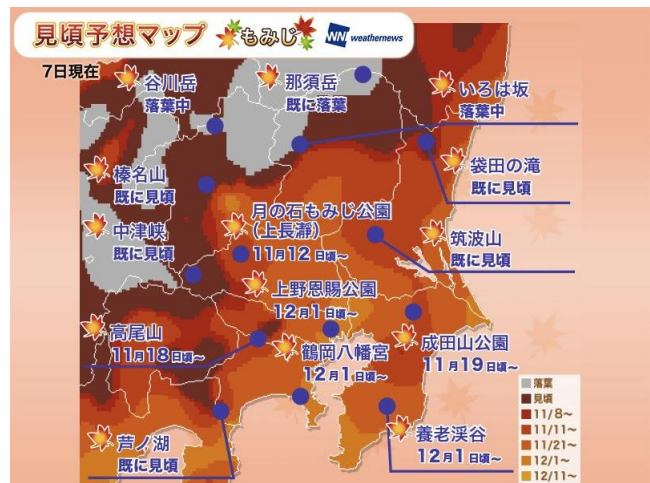 見頃予想マップ もみじ
WN weathernews
7日現在
谷川岳
落葉中
那須岳
既に落葉
いろは坂
落葉中
袋田の滝
既に見頃
榛名山
既に見頃
月の石もみじ公園
(上長瀞)
11月12日頃~
中津峡
既に見頃
筑波山
既に見頃
上野恩賜公園
12月1日頃~
高尾山
11月18日頃~
鶴岡八幡宮
12月1日頃~
成田山公園
11月19日頃~
芦ノ湖
既に見頃
養老渓谷
12月1日頃~
落葉
見頃
11/8~
11/11~
11/21~
12/1~
12/11~